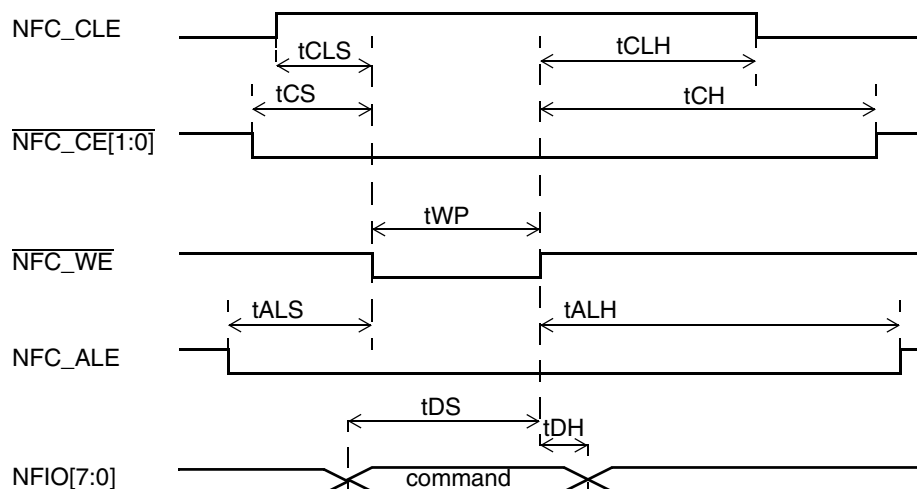 NFC_CLE
tCLS
tCLH
tCS
tCH
NFC_CE[1:0]
tWP
NFC_WE
tALS
tALH
NFC_ALE
tDS
tDH
NFIO[7:0]
command